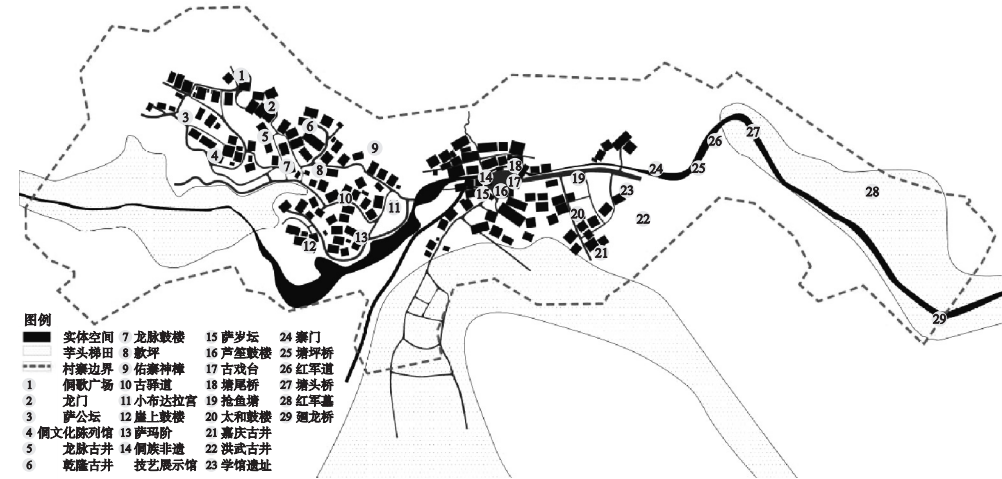 1
2
3
4
5
6
7
8
9
10
11
12
13
14
15
16
17
18
19
20
21
22
23
24
25
26
27
28
29
图例
实体空间 7 龙脉鼓楼 15 萨岁坛 24 寨门
芋头梯田 8 款坪 16 芦笙鼓楼 25 塘坪桥
村寨边界 9 佑寨神樟 17 古戏台 26 红军道
1 侗歌广场 10 古驿道 18 塘尾桥 27 塘头桥
2 龙门 11 小布达拉宫 19 抢鱼塘 28 红军墓
3 萨公坛 12 崖上鼓楼 20 太和鼓楼 29 廻龙桥
4 侗文化陈列馆 13 萨玛阶 21 嘉庆古井
5 龙脉古井 14 侗族非遗 22 洪武古井
6 乾隆古井 技艺展示馆 23 学馆遗址